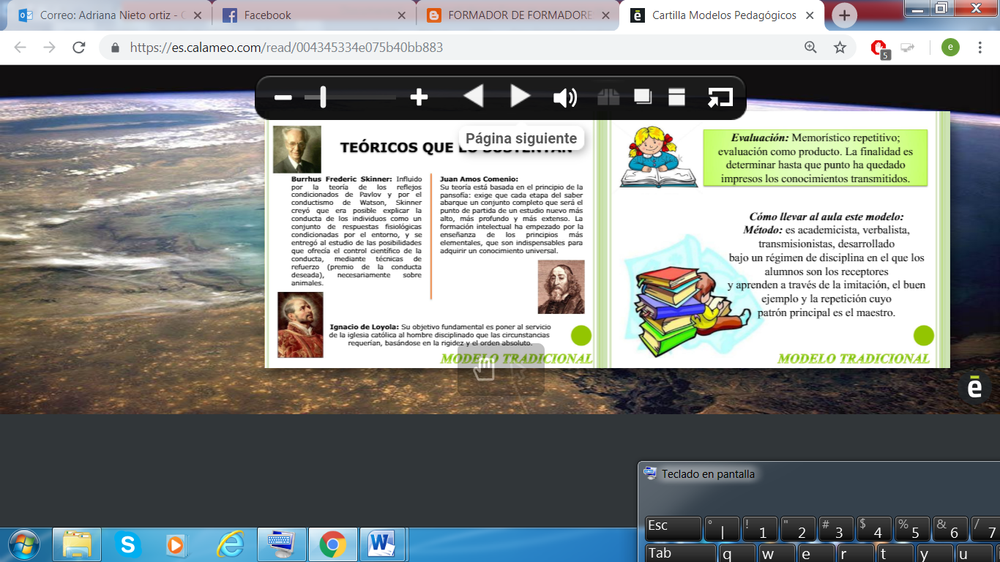 Correo: Adriana Nieto ortiz -
Facebook
FORMADOR DE FORMADORE
Cartilla Modelos Pedagógicos
https://es.calameo.com/read/004345334e075b40bb883
5
e
Página siguiente
TEÓRICOS QUE LO SUSTENTAN
Burrhus Frederic Skinner: Influido
por la teoría de los reflejos
condicionados de Pavlov y por el
conductismo de Watson, Skinner
creyó que era posible explicar la
conducta de los individuos como un
conjunto de respuestas fisiológicas
condicionadas por el entorno, y se
entregó al estudio de las posibilidades
que ofrecía el control científico de la
conducta, mediante técnicas de
refuerzo (premio de la conducta
deseada), necesariamente sobre
animales.
Juan Amos Comenio:
Su teoría está basada en el principio de la
pansofía: exige que cada etapa del saber
abarque un conjunto completo que será el
punto de partida de un estudio nuevo más
alto, más profundo y más extenso. La
formación intelectual ha empezado por la
enseñanza de los principios más
elementales, que son indispensables para
adquirir un conocimiento universal.
Ignacio de Loyola: Su objetivo fundamental es poner al servicio
de la iglesia católica al hombre disciplinado que las circunstancias
requerían, basándose en la rigidez y el orden absoluto.
MODELO TRADICIONAL
Evaluación: Memorístico repetitivo;
evaluación como producto. La finalidad es
determinar hasta que punto ha quedado
impresos los conocimientos transmitidos.
Cómo llevar al aula este modelo:
Método: es academicista, verbalista,
transmisionistas, desarrollado
bajo un régimen de disciplina en el que los
alumnos son los receptores
y aprenden a través de la imitación, el buen
ejemplo y la repetición cuyo
patrón principal es el maestro.
MODELO TRADICIONAL
ē
Teclado en pantalla
Esc ° | ! 1 " 2 # 3 $ 4 % 5 & 6 / 7
Tab q w e r t y u